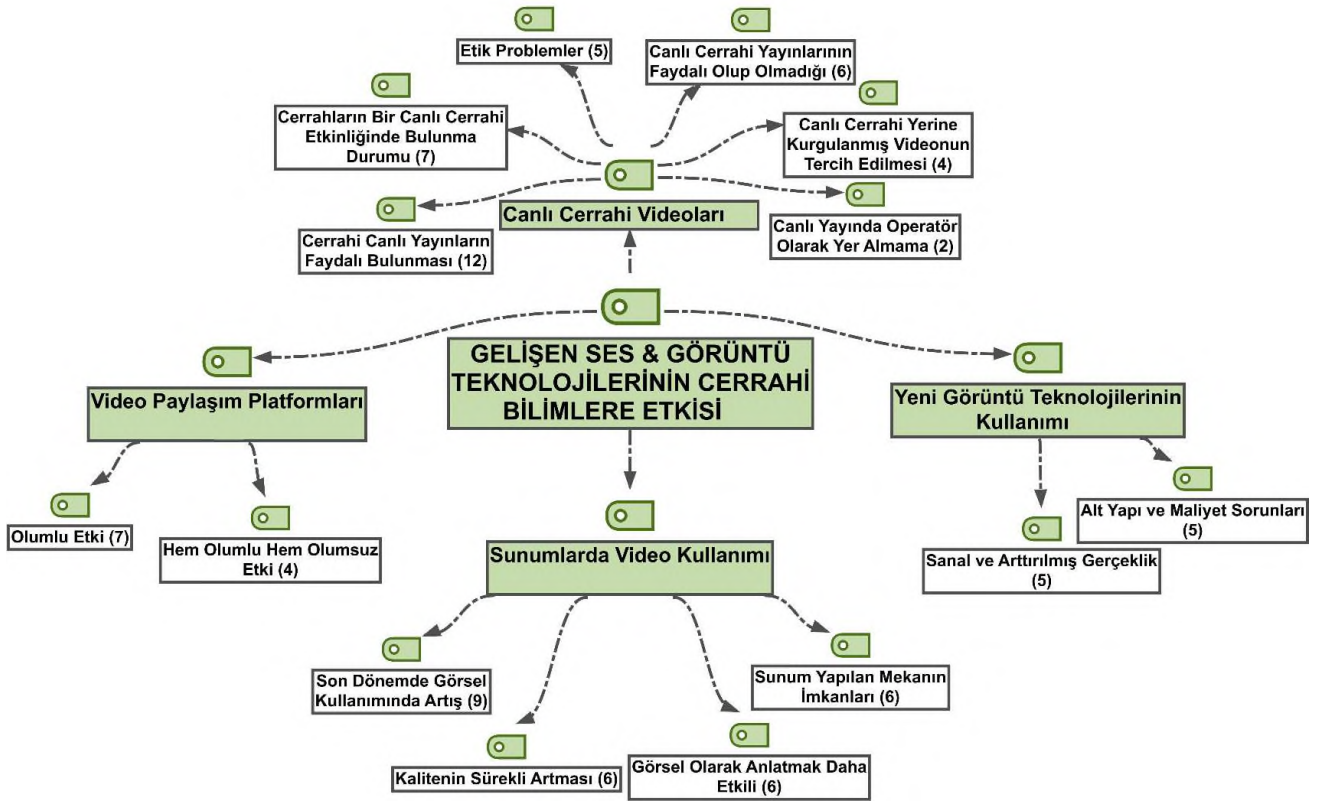 Etik Problemler (5)
Canlı Cerrahi Yayınlarının
Faydalı Olup Olmadığı (6)
Cerrahların Bir Canlı Cerrahi
Etkinliğinde Bulunma
Durumu (7)
Canlı Cerrahi Yerine
Kurgulanmış Videonun
Tercih Edilmesi (4)
Canlı Cerrahi Videoları
Cerrahi Canlı Yayınların
Faydalı Bulunması (12)
Canlı Yayında Operatör
Olarak Yer Almama (2)
GELİŞEN SES & GÖRÜNTÜ
TEKNOLOJİLERİNİN CERRAHİ
BİLİMLERE ETKİSİ
Video Paylaşım Platformları
Yeni Görüntü Teknolojilerinin
Kullanımı
Olumlu Etki (7)
Hem Olumlu Hem Olumsuz
Etki (4)
Alt Yapı ve Maliyet Sorunları
(5)
Sanal ve Arttırılmış Gerçeklik
(5)
Sunumlarda Video Kullanımı
Son Dönemde Görsel
Kullanımında Artış (9)
Sunum Yapılan Mekanın
İmkanları (6)
Kalitenin Sürekli Artması (6)
Görsel Olarak Anlatmak Daha
Etkili (6)